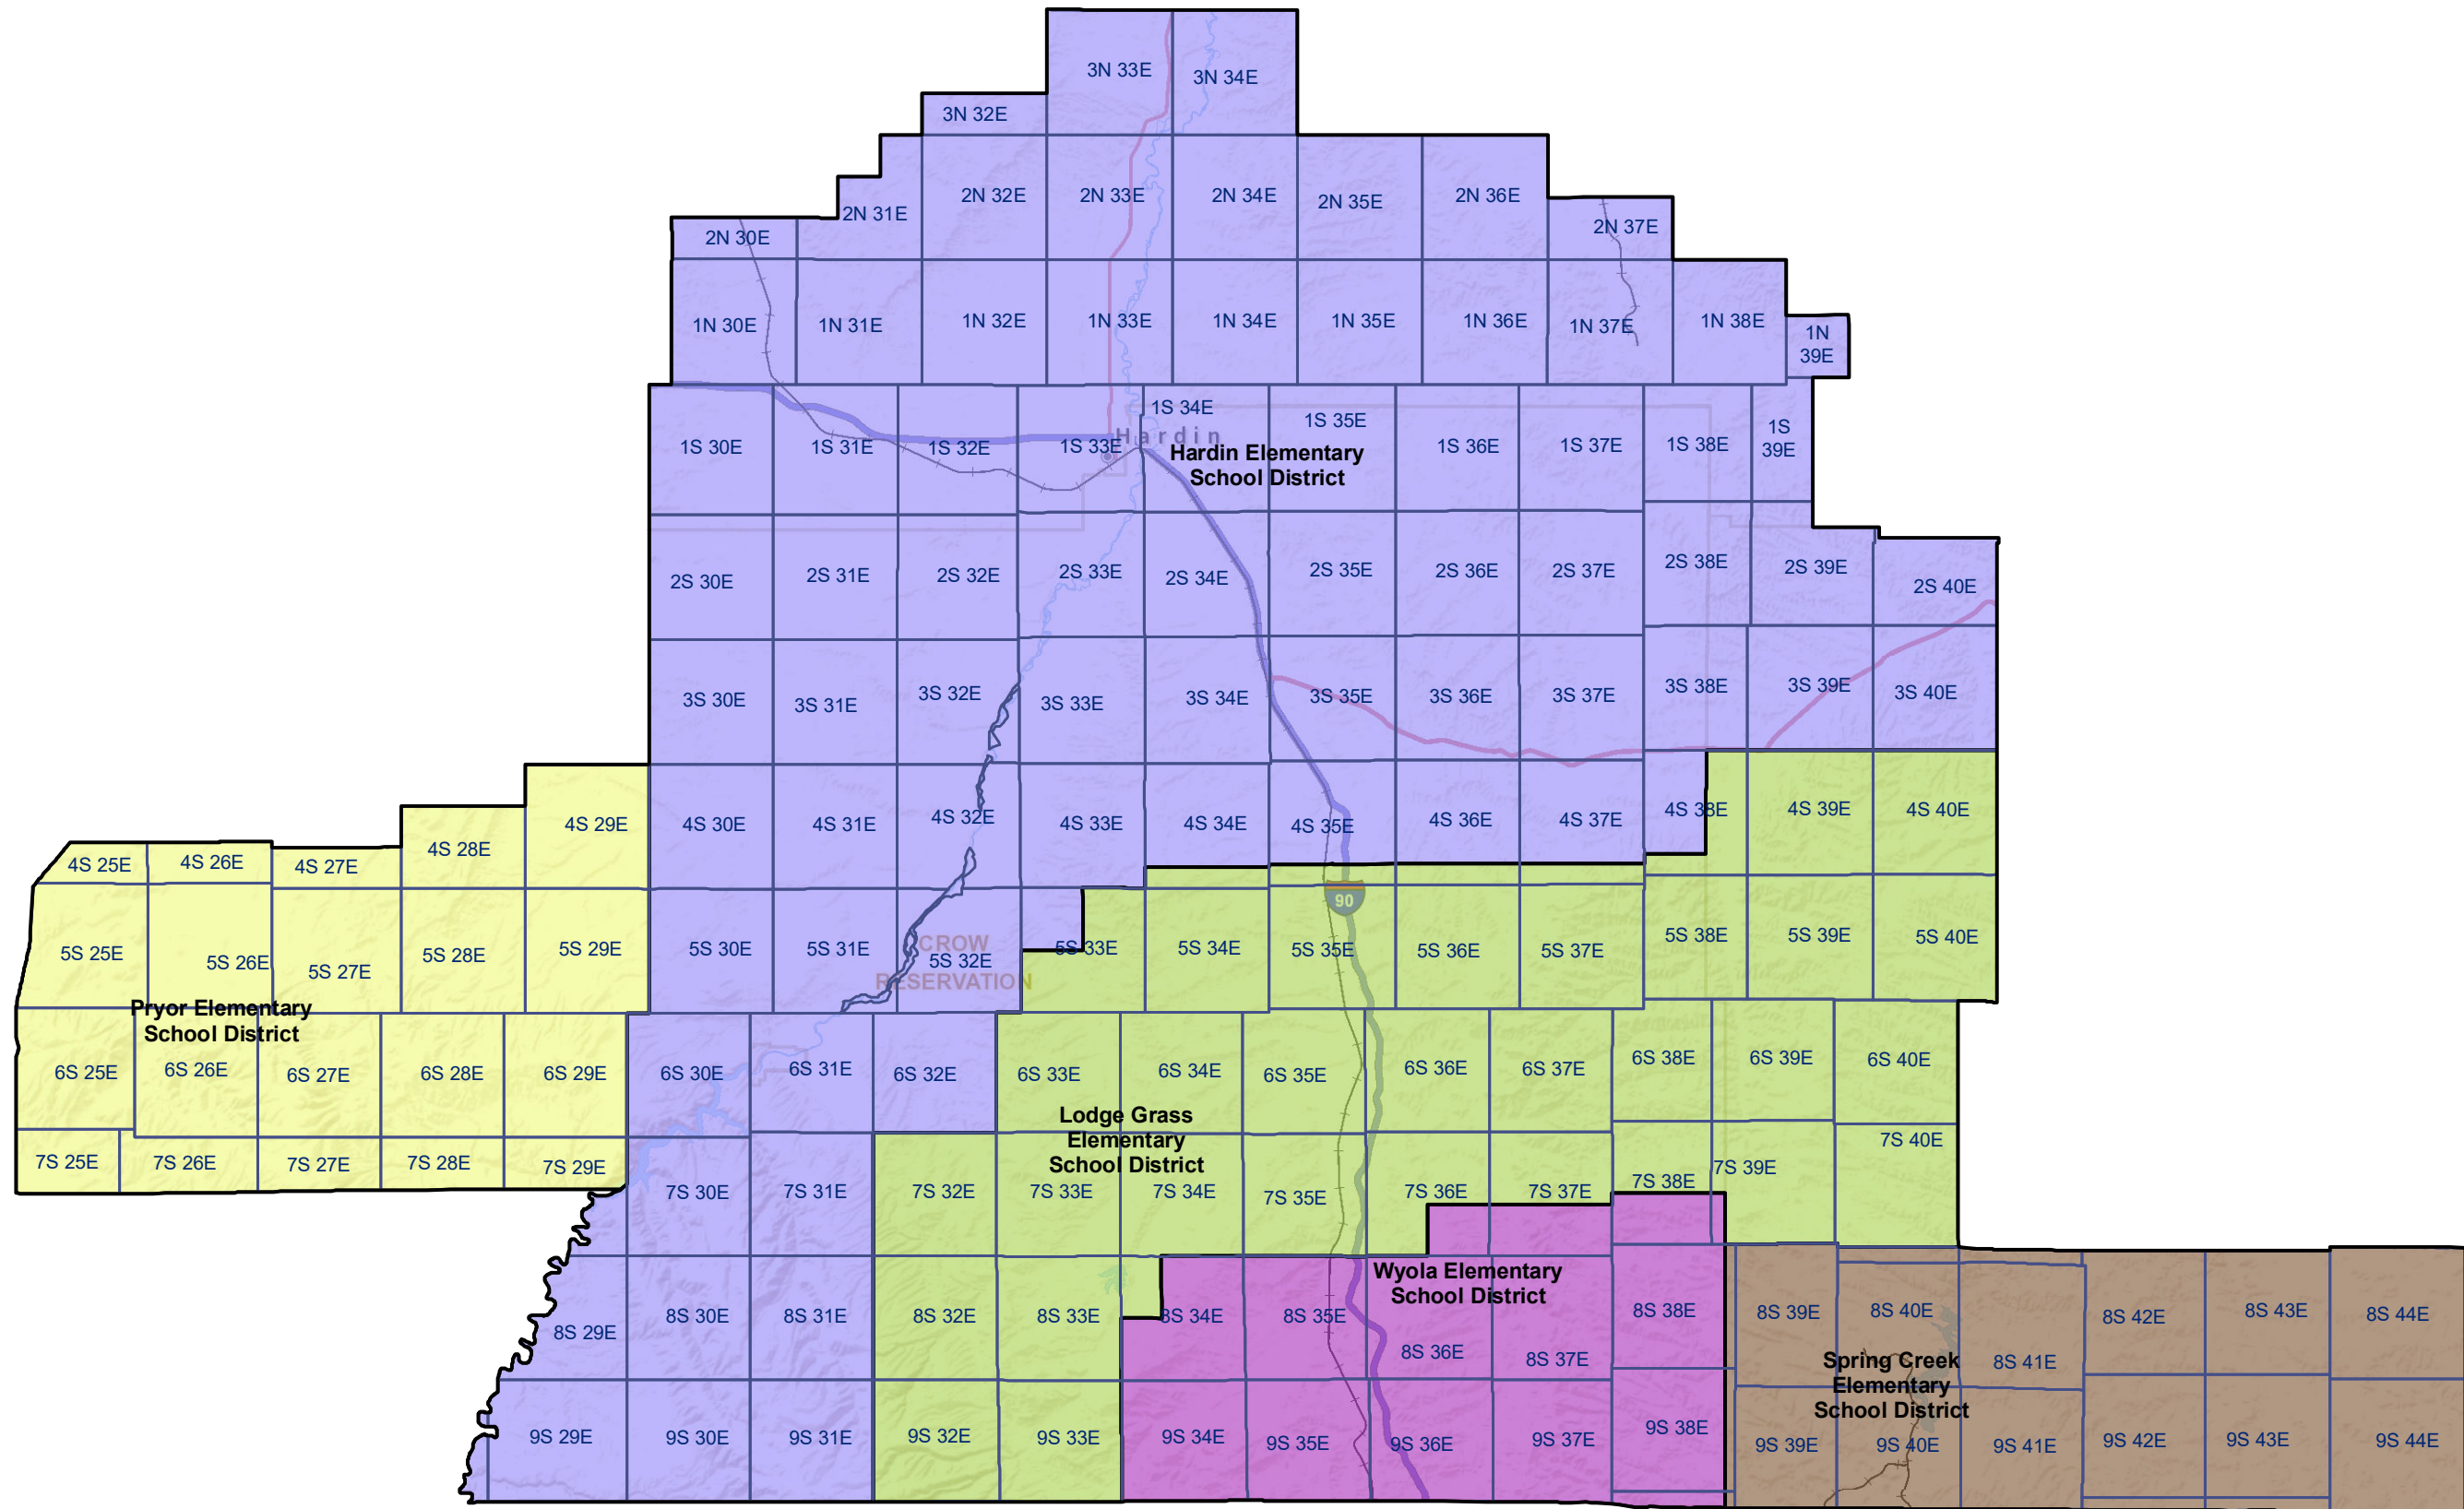 3N 33E
3N 34E
3N 32E
2N 31E
2N 32E
2N 33E
2N 34E
2N 35E
2N 36E
2N 30E
2N 37E
1N 30E
1N 31E
1N 32E
1N 33E
1N 34E
1N 35E
1N 36E
1N 37E
1N 38E
1N
39E
1S 34E
1S 35E
1S 30E
1S 31E
1S 32E
1S 33E
Hardin
1S 36E
1S 37E
1S 38E
1S
39E
Hardin Elementary
School District
2S 30E
2S 31E
2S 32E
2S 33E
2S 34E
2S 35E
2S 36E
2S 37E
2S 38E
2S 39E
2S 40E
3S 30E
3S 31E
3S 32E
3S 33E
3S 34E
3S 35E
3S 36E
3S 37E
3S 38E
3S 39E
3S 40E
4S 25E
4S 26E
4S 27E
4S 28E
4S 29E
4S 30E
4S 31E
4S 32E
4S 33E
4S 34E
4S 35E
4S 36E
4S 37E
4S 38E
4S 39E
4S 40E
90
5S 25E
5S 26E
5S 27E
5S 28E
5S 29E
5S 30E
5S 31E
CROW
5S 32E
RESERVATION
5S 33E
5S 34E
5S 35E
5S 36E
5S 37E
5S 38E
5S 39E
5S 40E
Pryor Elementary
School District
6S 25E
6S 26E
6S 27E
6S 28E
6S 29E
6S 30E
6S 31E
6S 32E
6S 33E
6S 34E
6S 35E
6S 36E
6S 37E
6S 38E
6S 39E
6S 40E
Lodge Grass
Elementary
School District
7S 25E
7S 26E
7S 27E
7S 28E
7S 29E
7S 30E
7S 31E
7S 32E
7S 33E
7S 34E
7S 35E
7S 36E
7S 37E
7S 38E
7S 39E
7S 40E
Wyola Elementary
School District
8S 29E
8S 30E
8S 31E
8S 32E
8S 33E
8S 34E
8S 35E
8S 36E
8S 37E
8S 38E
8S 39E
8S 40E
8S 41E
8S 42E
8S 43E
8S 44E
Spring Creek
Elementary
School District
9S 29E
9S 30E
9S 31E
9S 32E
9S 33E
9S 34E
9S 35E
9S 36E
9S 37E
9S 38E
9S 39E
9S 40E
9S 41E
9S 42E
9S 43E
9S 44E